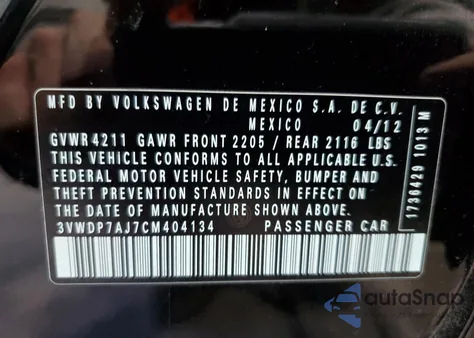 MFD BY VOLKSWAGEN DE MEXICO S.A. DE C.V.
MEXICO 04/12
GVWR 4211 GAWR FRONT 2205 / REAR 2116 LBS
THIS VEHICLE CONFORMS TO ALL APPLICABLE U.S.
FEDERAL MOTOR VEHICLE SAFETY, BUMPER AND
THEFT PREVENTION STANDARDS IN EFFECT ON
THE DATE OF MANUFACTURE SHOWN ABOVE.
3VWDP7AJ7CM404134 PASSENGER CAR
1736429 1013 M
autoSnap